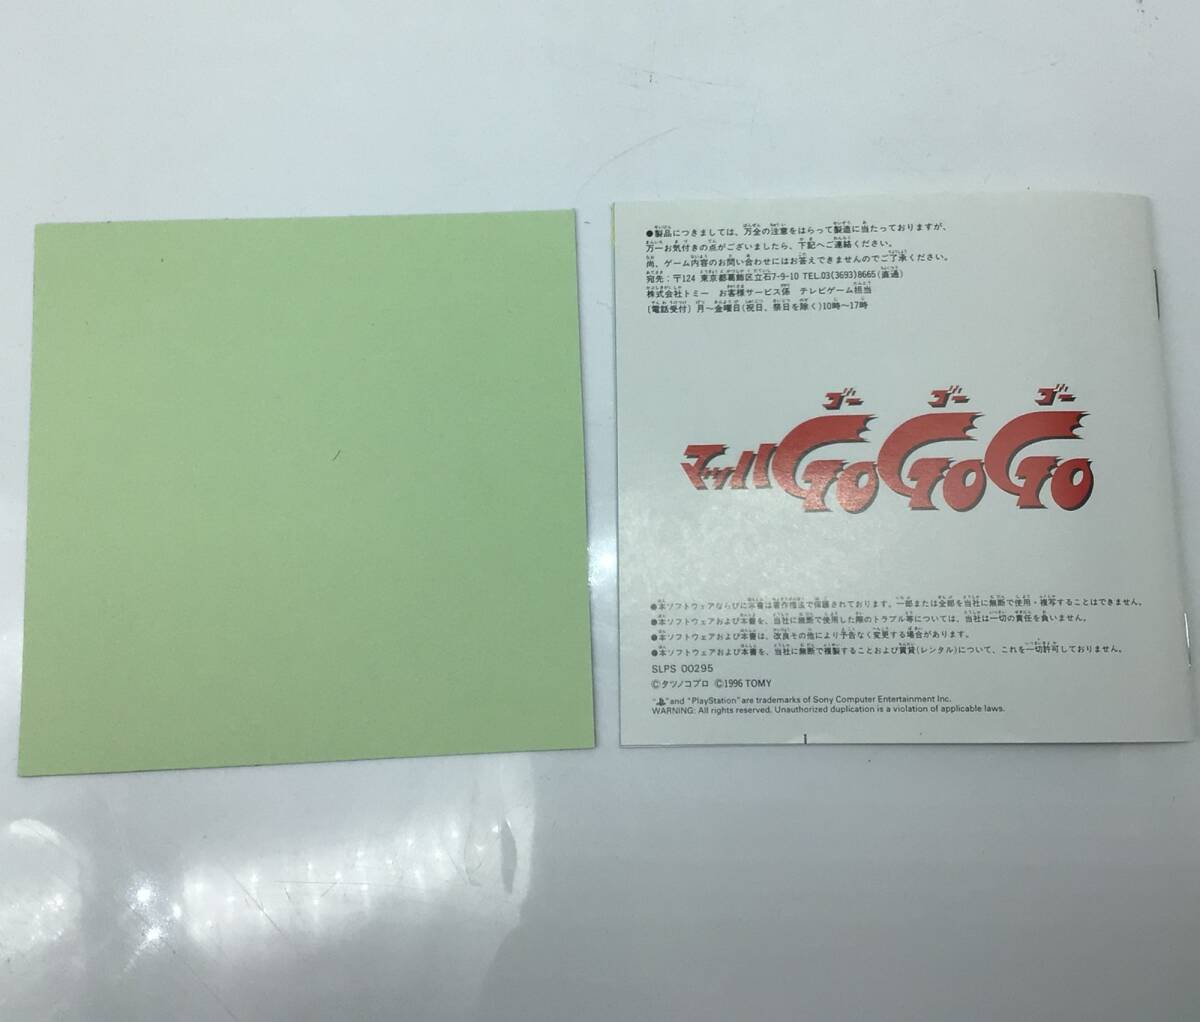 ●製品につきましては、万全の注意をはらって製造に当たっておりますが、
万一お気付きの点がございましたら、下記へご連絡ください。
尚、ゲーム内容のお問い合わせにはお答えできませんのでご了承ください。
宛先：〒124 東京都葛飾区立石7-9-10 TEL.03(3693)8665(直通)
株式会社トミー　お客様サービス係　テレビゲーム担当
(電話受付) 月〜金曜日(祝日、祭日を除く)10時〜17時
ゴー ゴー ゴー
マッハGoGoGo
●本ソフトウェアならびに本書は著作権法で保護されております。一部または全部を当社に無断で使用・複写することはできません。
●本ソフトウェアおよび本書を、当社に無断で使用した際のトラブル等については、当社は一切の責任を負いません。
●本ソフトウェアおよび本書は、改良その他により予告なく変更する場合があります。
●本ソフトウェアおよび本書を、当社に無断で複製することおよび賃貸(レンタル)について、これを一切許可しておりません。
SLPS 00295
©タツノコプロ ©1996 TOMY
" " and "PlayStation" are trademarks of Sony Computer Entertainment Inc.
WARNING: All rights reserved. Unauthorized duplication is a violation of applicable laws.